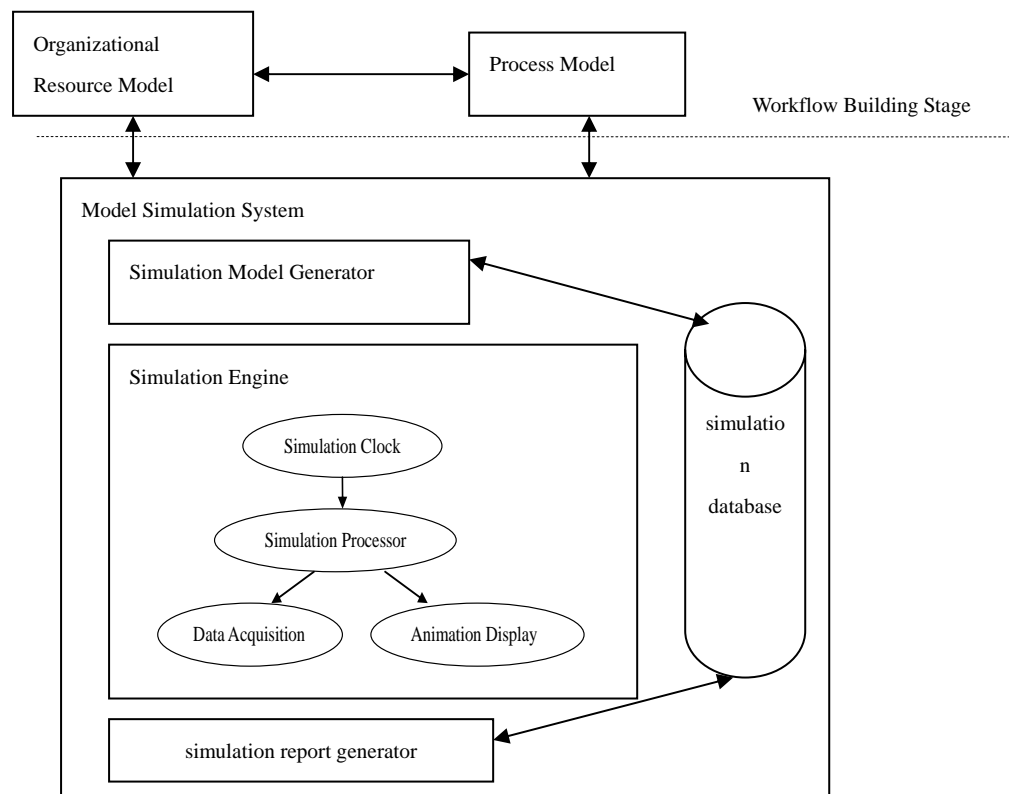 Organizational
Resource Model
Process Model
Workflow Building Stage
Model Simulation System
Simulation Model Generator
Simulation Engine
Simulation Clock
Simulation Processor
Data Acquisition
Animation Display
simulatio
n
database
simulation report generator